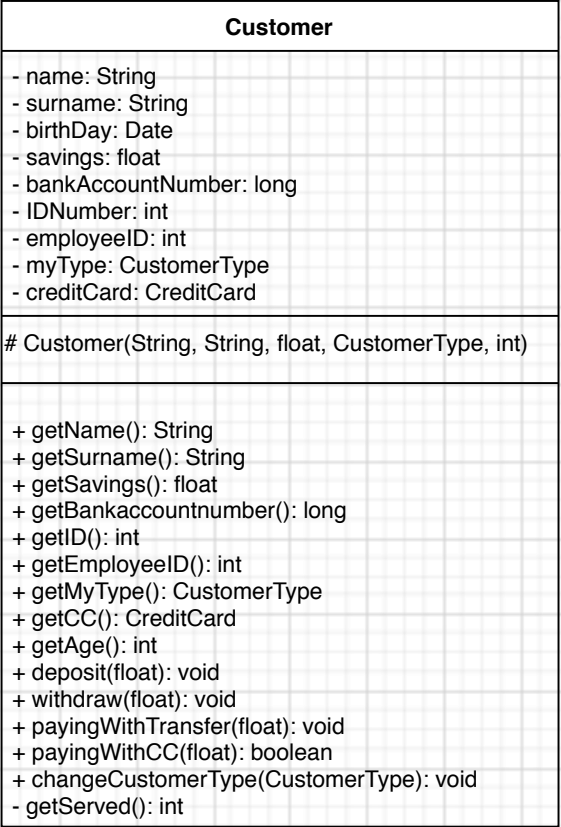 Customer
- name: String
- surname: String
- birthDay: Date
- savings: float
- bankAccountNumber: long
- IDNumber: int
- employeeID: int
- myType: CustomerType
- creditCard: CreditCard
# Customer(String, String, float, CustomerType, int)
+ getName(): String
+ getSurname(): String
+ getSavings(): float
+ getBankaccountnumber(): long
+ getID(): int
+ getEmployeeID(): int
+ getMyType(): CustomerType
+ getCC(): CreditCard
+ getAge(): int
+ deposit(float): void
+ withdraw(float): void
+ payingWithTransfer(float): void
+ payingWithCC(float): boolean
+ changeCustomerType(CustomerType): void
- getServed(): int